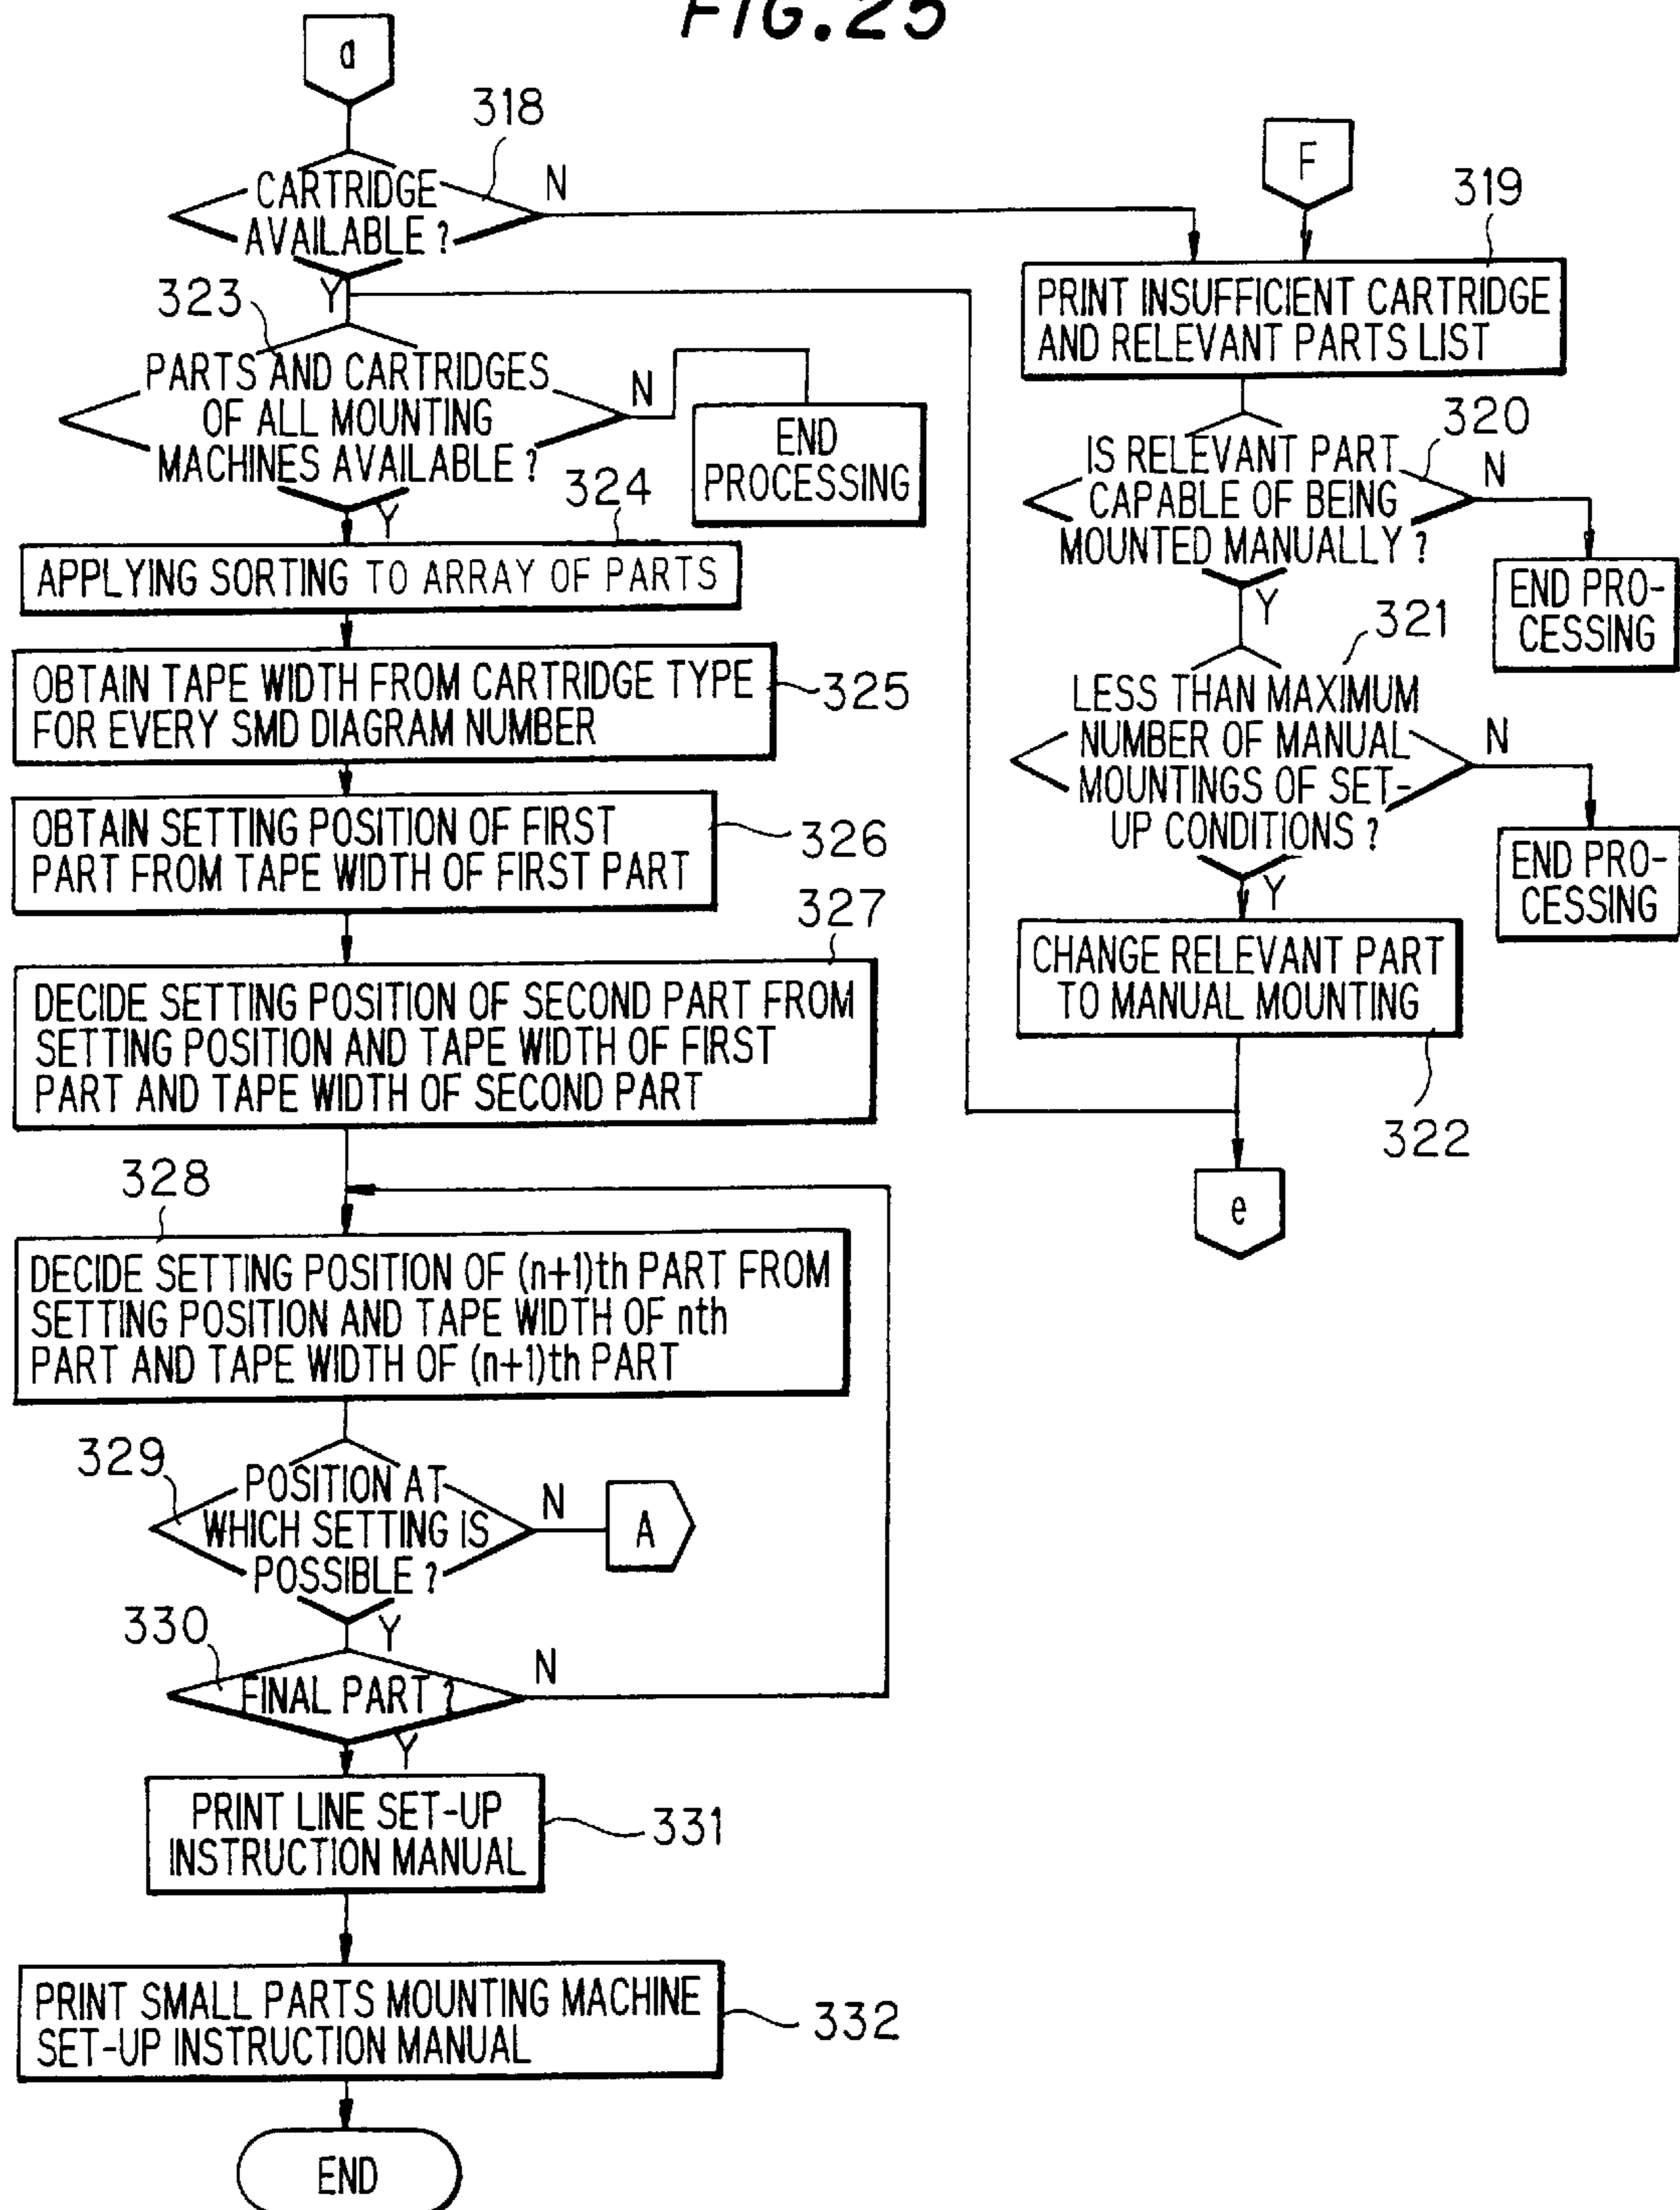 FIG.25
a
318
CARTRIDGE
AVAILABLE ?
N
Y
323
PARTS AND CARTRIDGES
OF ALL MOUNTING
MACHINES AVAILABLE ?
N
END
PROCESSING
Y
324
APPLYING SORTING TO ARRAY OF PARTS
OBTAIN TAPE WIDTH FROM CARTRIDGE TYPE
FOR EVERY SMD DIAGRAM NUMBER
325
OBTAIN SETTING POSITION OF FIRST
PART FROM TAPE WIDTH OF FIRST PART
326
327
DECIDE SETTING POSITION OF SECOND PART FROM
SETTING POSITION AND TAPE WIDTH OF FIRST
PART AND TAPE WIDTH OF SECOND PART
328
DECIDE SETTING POSITION OF (n+1)th PART FROM
SETTING POSITION AND TAPE WIDTH OF nth
PART AND TAPE WIDTH OF (n+1)th PART
329
POSITION AT
WHICH SETTING IS
POSSIBLE ?
N
A
Y
330
FINAL PART ?
N
Y
PRINT LINE SET-UP
INSTRUCTION MANUAL
331
PRINT SMALL PARTS MOUNTING MACHINE
SET-UP INSTRUCTION MANUAL
332
END
F
319
PRINT INSUFFICIENT CARTRIDGE
AND RELEVANT PARTS LIST
320
IS RELEVANT PART
CAPABLE OF BEING
MOUNTED MANUALLY ?
N
END PRO-
CESSING
Y
321
LESS THAN MAXIMUM
NUMBER OF MANUAL
MOUNTINGS OF SET-
UP CONDITIONS ?
N
END PRO-
CESSING
Y
CHANGE RELEVANT PART
TO MANUAL MOUNTING
322
e